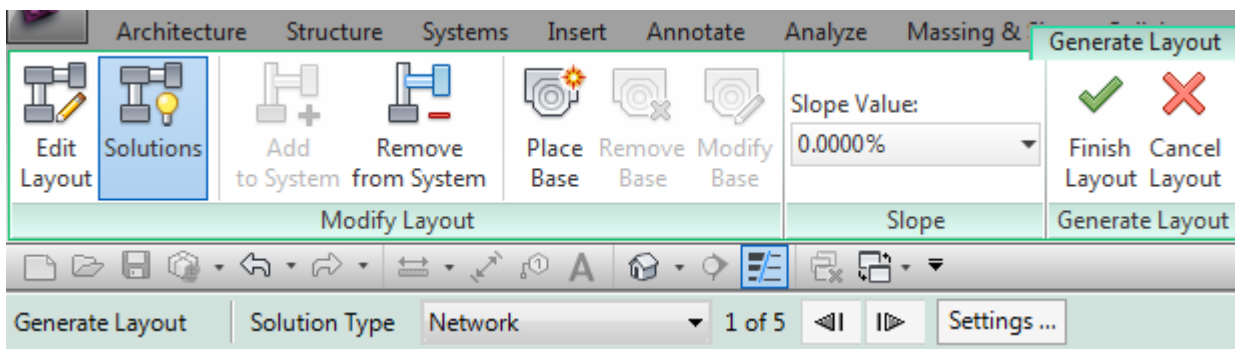 Architecture Structure Systems Insert Annotate Analyze Massing & Generate Layout
Edit Layout Solutions Add to System Remove from System Place Base Remove Base Modify Base Slope Value: 0.0000% Finish Layout Cancel Layout
Modify Layout Slope Generate Layout
1 A
Generate Layout Solution Type Network 1 of 5 Settings ...